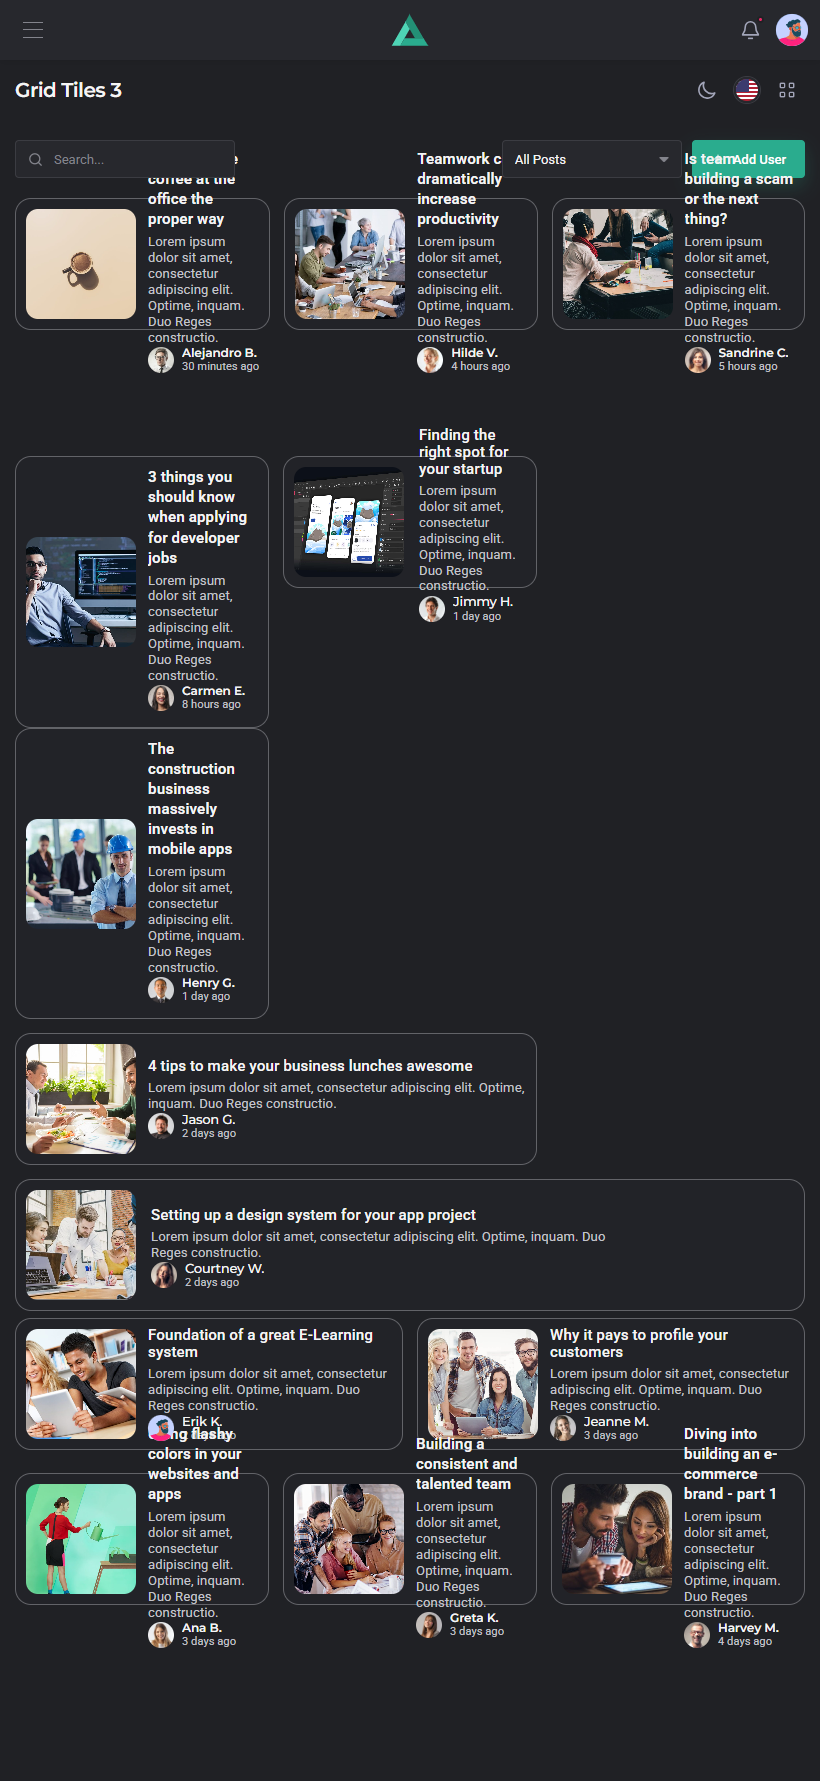 Grid Tiles 3
Search...
All Posts
Add User
coffee at the
office the
proper way
Lorem ipsum
dolor sit amet,
consectetur
adipiscing elit.
Optime, inquam.
Duo Reges
constructio.
Alejandro B.
30 minutes ago
Teamwork c
dramatically
increase
productivity
Lorem ipsum
dolor sit amet,
consectetur
adipiscing elit.
Optime, inquam.
Duo Reges
constructio.
Hilde V.
4 hours ago
Is team
building a scam
or the next
thing?
Lorem ipsum
dolor sit amet,
consectetur
adipiscing elit.
Optime, inquam.
Duo Reges
constructio.
Sandrine C.
5 hours ago
3 things you
should know
when applying
for developer
jobs
Lorem ipsum
dolor sit amet,
consectetur
adipiscing elit.
Optime, inquam.
Duo Reges
constructio.
Carmen E.
8 hours ago
Finding the
right spot for
your startup
Lorem ipsum
dolor sit amet,
consectetur
adipiscing elit.
Optime, inquam.
Duo Reges
constructio.
Jimmy H.
1 day ago
The
construction
business
massively
invests in
mobile apps
Lorem ipsum
dolor sit amet,
consectetur
adipiscing elit.
Optime, inquam.
Duo Reges
constructio.
Henry G.
1 day ago
4 tips to make your business lunches awesome
Lorem ipsum dolor sit amet, consectetur adipiscing elit. Optime,
inquam. Duo Reges constructio.
Jason G.
2 days ago
Setting up a design system for your app project
Lorem ipsum dolor sit amet, consectetur adipiscing elit. Optime, inquam. Duo
Reges constructio.
Courtney W.
2 days ago
Foundation of a great E-Learning
system
Lorem ipsum dolor sit amet, consectetur
adipiscing elit. Optime, inquam. Duo
Reges constructio.
Erik K.
Why it pays to profile your
customers
Lorem ipsum dolor sit amet, consectetur
adipiscing elit. Optime, inquam. Duo
Reges constructio.
Jeanne M.
3 days ago
flashy
colors in your
websites and
apps
Lorem ipsum
dolor sit amet,
consectetur
adipiscing elit.
Optime, inquam.
Duo Reges
constructio.
Ana B.
3 days ago
Building a
consistent and
talented team
Lorem ipsum
dolor sit amet,
consectetur
adipiscing elit.
Optime, inquam.
Duo Reges
constructio.
Greta K.
3 days ago
Diving into
building an e-
commerce
brand - part 1
Lorem ipsum
dolor sit amet,
consectetur
adipiscing elit.
Optime, inquam.
Duo Reges
constructio.
Harvey M.
4 days ago